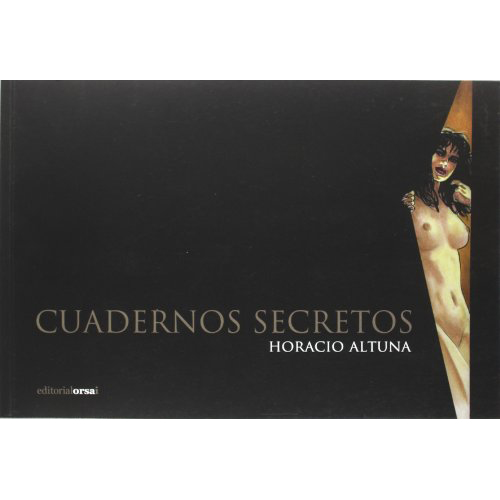 CUADERNOS SECRETOS
HORACIO ALTUNA
editorialorsai